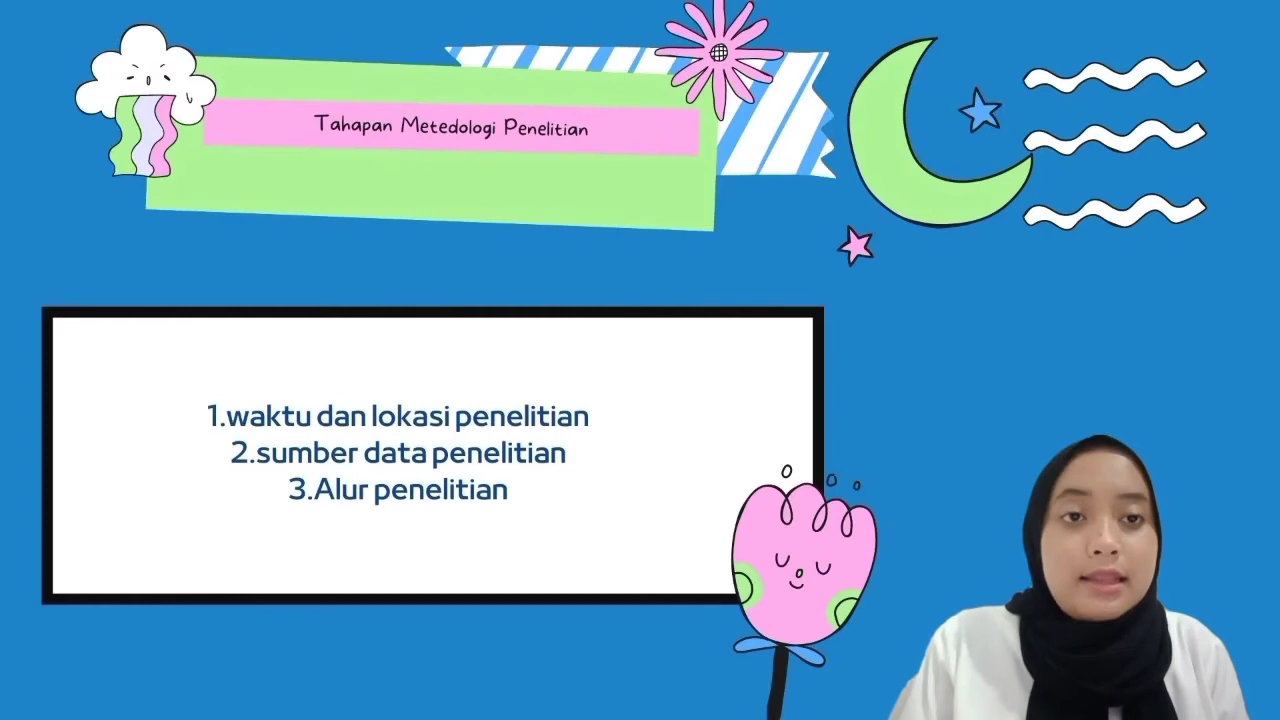 Tahapan Metedologi Penelitian
1.waktu dan lokasi penelitian
2.sumber data penelitian
3.Alur penelitian